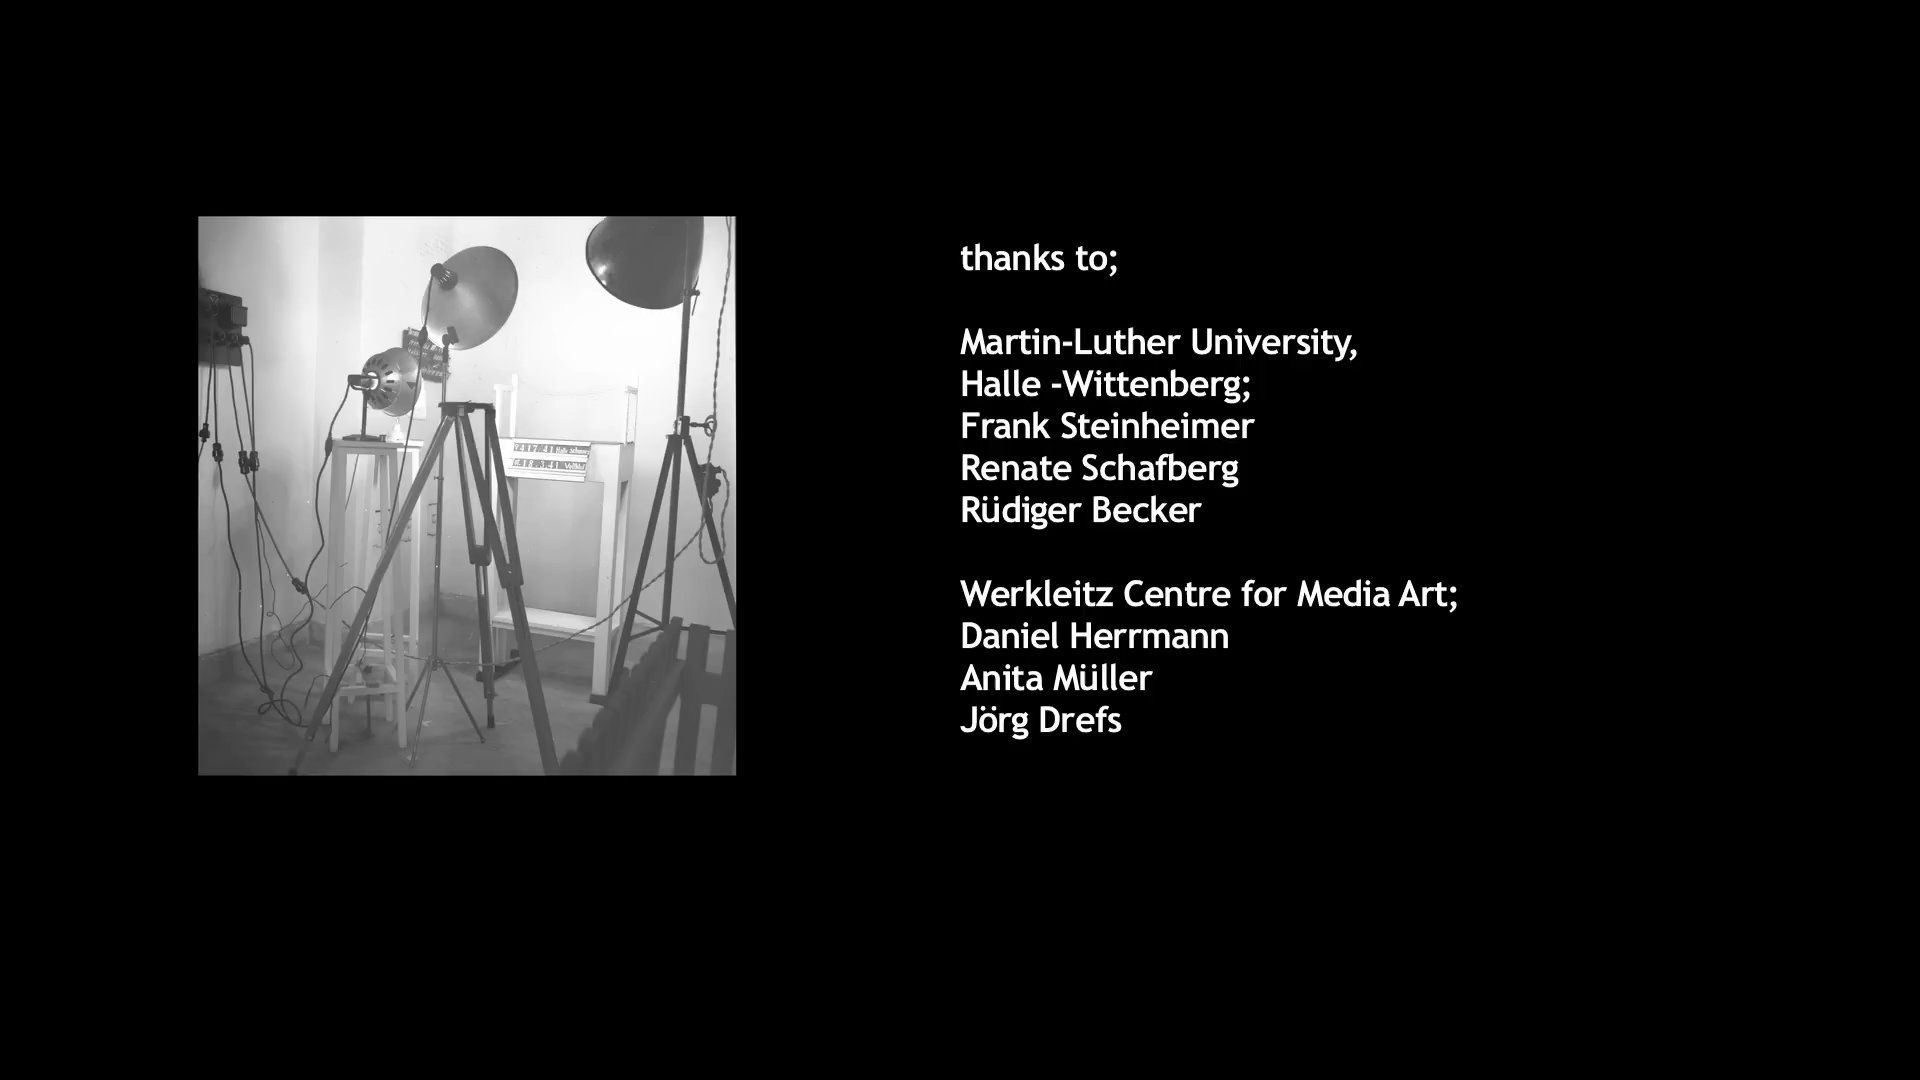 thanks to;
Martin-Luther University,
Halle -Wittenberg;
Frank Steinheimer
Renate Schafberg
Rüdiger Becker
Werkleitz Centre for Media Art;
Daniel Herrmann
Anita Müller
Jörg Drefs